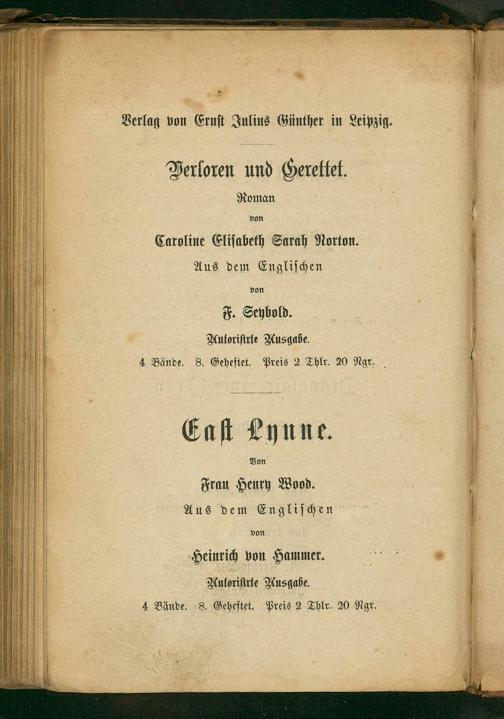 Verlag von Ernst Julius Günther in Leipzig.
Verloren und Gerettet.
Roman
von
Caroline Elisabeth Sarah Norton.
Aus dem Englischen
von
F. Seybold.
Autorisirte Ausgabe.
4 Bände. 8. Geheftet. Preis 2 Thlr. 20 Ngr.
East Lynne.
Von
Frau Henry Wood.
Aus dem Englischen
von
Heinrich von Hammer.
Autorisirte Ausgabe.
4 Bände. 8. Geheftet. Preis 2 Thlr. 20 Ngr.